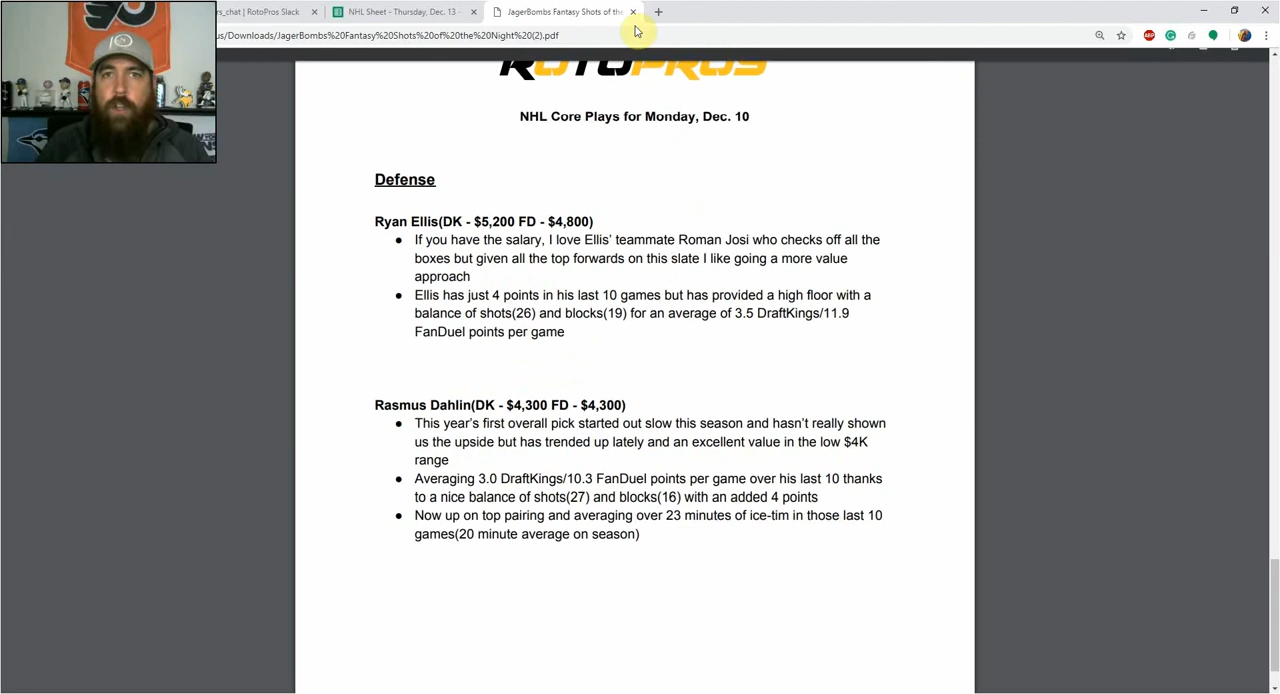 rs_chat | RotoPros Slack
NHL Sheet - Thursday, Dec. 13 -
JagerBombs Fantasy Shots of the
us/Downloads/JagerBombs%20Fantasy%20Shots%20of%20the%20Night%20(2).pdf
ROTOPROS
NHL Core Plays for Monday, Dec. 10
Defense
Ryan Ellis(DK - $5,200 FD - $4,800)
● If you have the salary, I love Ellis' teammate Roman Josi who checks off all the
boxes but given all the top forwards on this slate I like going a more value
approach
● Ellis has just 4 points in his last 10 games but has provided a high floor with a
balance of shots(26) and blocks(19) for an average of 3.5 DraftKings/11.9
FanDuel points per game
Rasmus Dahlin(DK - $4,300 FD - $4,300)
● This year's first overall pick started out slow this season and hasn't really shown
us the upside but has trended up lately and an excellent value in the low $4K
range
● Averaging 3.0 DraftKings/10.3 FanDuel points per game over his last 10 thanks
to a nice balance of shots(27) and blocks(16) with an added 4 points
● Now up on top pairing and averaging over 23 minutes of ice-tim in those last 10
games(20 minute average on season)